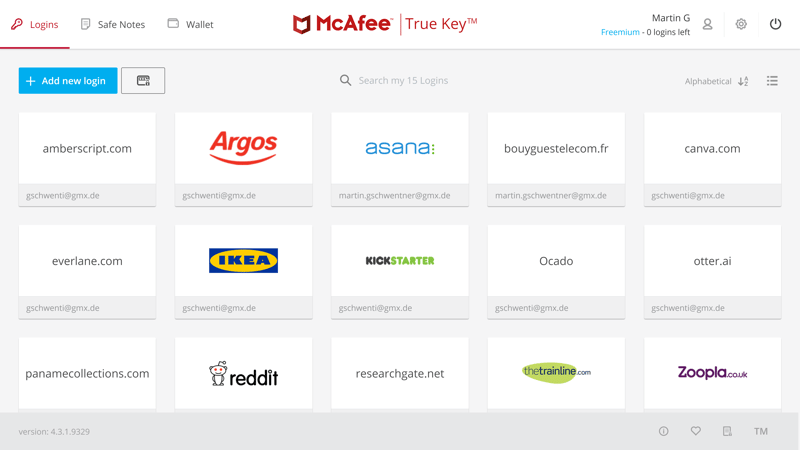 Logins
Safe Notes
Wallet
McAfee™ | True Key™
Martin G
Freemium - 0 logins left
Add new login
Search my 15 Logins
Alphabetical
amberscript.com
Argos
asana:
bouyguestelecom.fr
canva.com
gschwenti@gmx.de
gschwenti@gmx.de
martin.gschwentner@gmx.de
martin.gschwentner@gmx.de
gschwenti@gmx.de
everlane.com
IKEA
KICKSTARTER
Ocado
otter.ai
gschwenti@gmx.de
gschwenti@gmx.de
gschwenti@gmx.de
gschwenti@gmx.de
gschwenti@gmx.de
panamecollections.com
reddit
researchgate.net
thetrainline.com
Zoopla.co.uk
version: 4.3.1.9329
TM